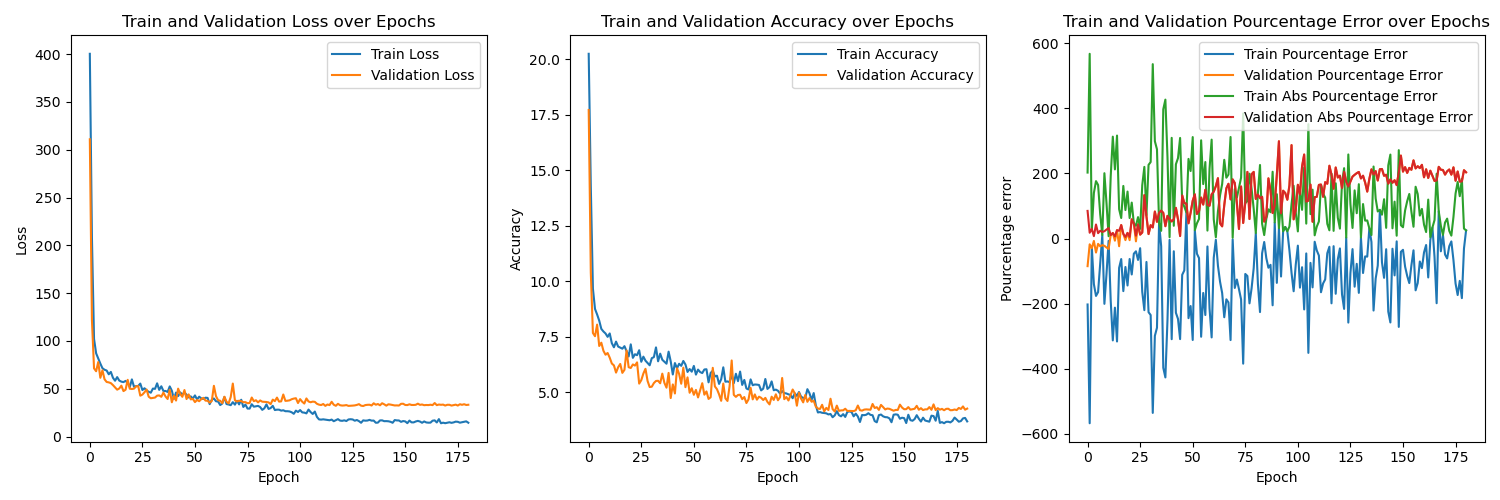 Train and Validation Loss over Epochs
Loss
400
350
300
250
200
150
100
50
0
Train Loss
Validation Loss
0 25 50 75 100 125 150 175
Epoch
Train and Validation Accuracy over Epochs
Accuracy
20.0
17.5
15.0
12.5
10.0
7.5
5.0
Train Accuracy
Validation Accuracy
0 25 50 75 100 125 150 175
Epoch
Train and Validation Pourcentage Error over Epochs
Pourcentage error
600
400
200
0
−200
−400
−600
Train Pourcentage Error
Validation Pourcentage Error
Train Abs Pourcentage Error
Validation Abs Pourcentage Error
0 25 50 75 100 125 150 175
Epoch